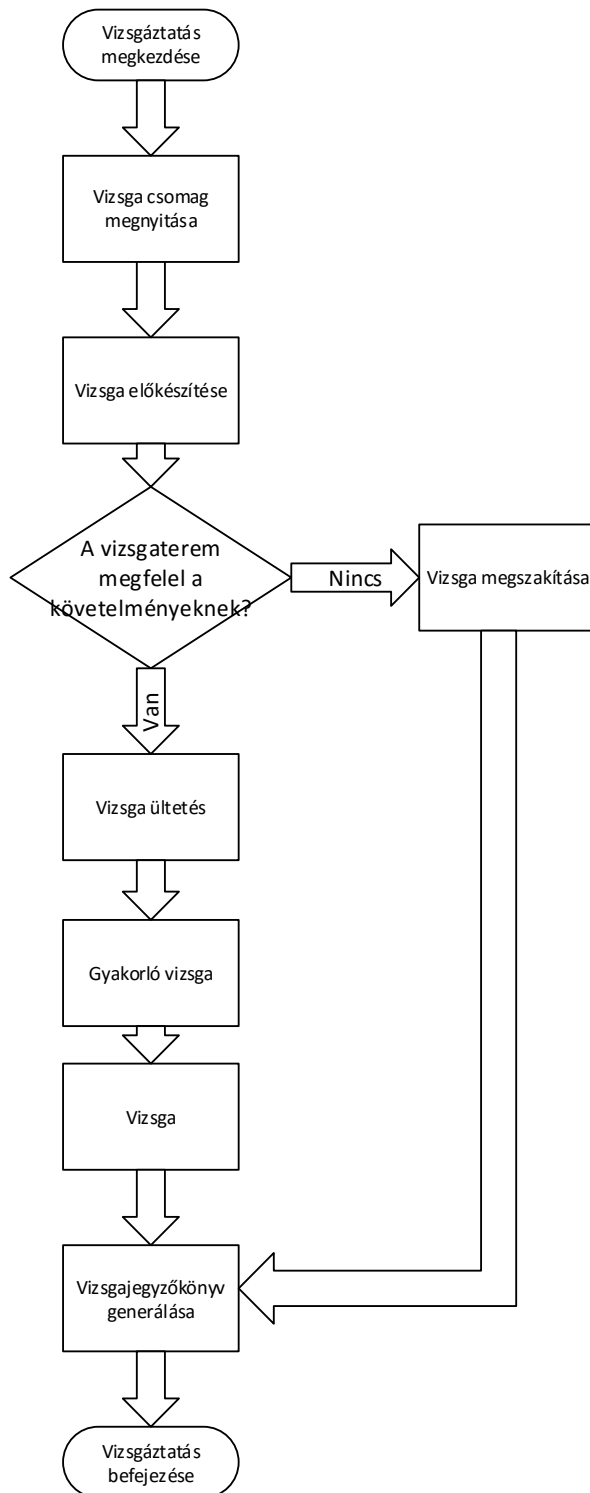 Vizsgáztatás
megkezdése
Vizsga csomag
megnyitása
Vizsga előkészítése
A vizsgaterem
megfelel a
követelményeknek?
Nincs
Vizsga megszakítása
Van
Vizsga ültetés
Gyakorló vizsga
Vizsga
Vizsgajegyzőkönyv
generálása
Vizsgáztatás
befejezése